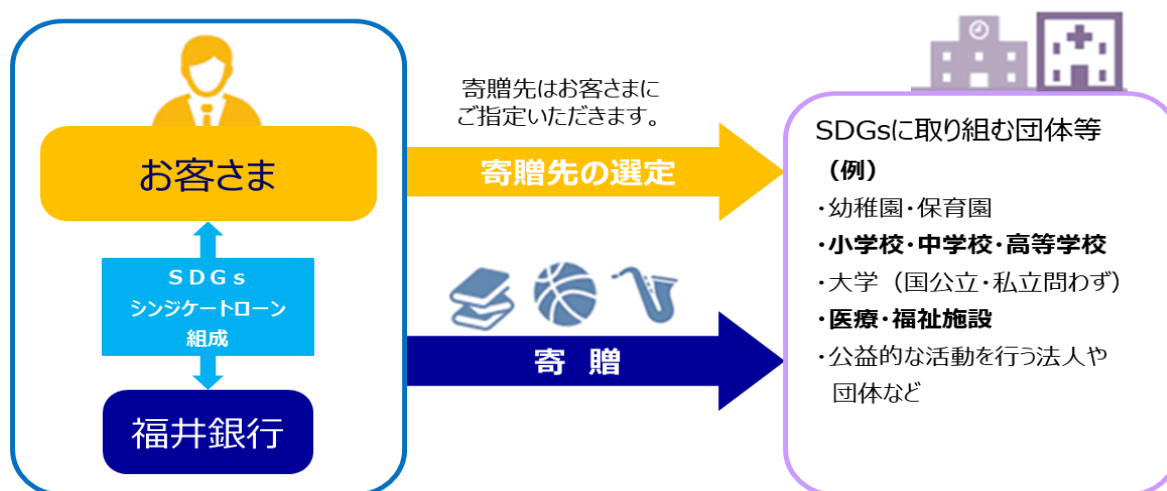 お客さま
SDGs
シンジケートローン
組成
福井銀行
寄贈先はお客さまに
ご指定いただきます。
寄贈先の選定
寄 贈
SDGsに取り組む団体等
(例)
・幼稚園・保育園
・小学校・中学校・高等学校
・大学(国公立・私立問わず)
・医療・福祉施設
・公益的な活動を行う法人や
団体など